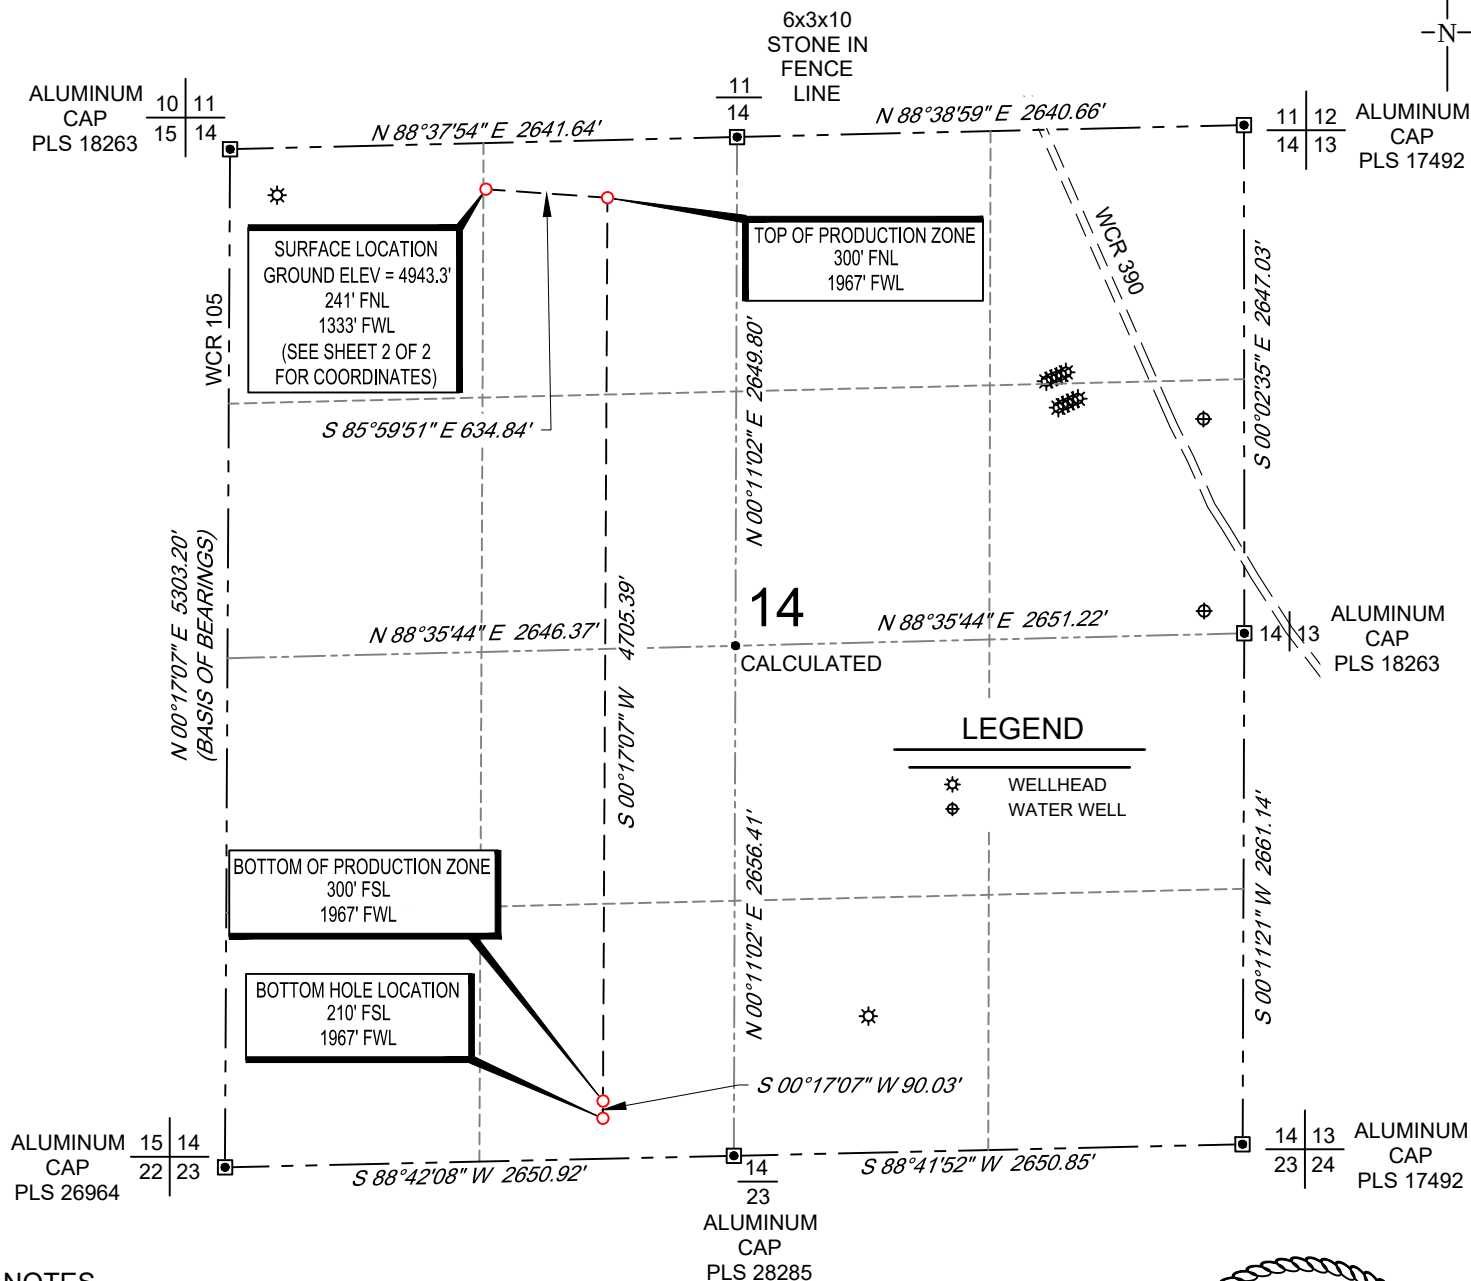 6x3x10
STONE IN
FENCE
LINE
N
ALUMINUM
CAP
PLS 18263
10 11
15 14
11
14
11 12
14 13
ALUMINUM
CAP
PLS 17492
N 88°37'54" E 2641.64'
N 88°38'59" E 2640.66'
SURFACE LOCATION
GROUND ELEV = 4943.3'
241' FNL
1333' FWL
(SEE SHEET 2 OF 2
FOR COORDINATES)
TOP OF PRODUCTION ZONE
300' FNL
1967' FWL
WCR 390
WCR 105
S 85°59'51" E 634.84'
N 00°11'02" E 2649.80'
S 00°02'35" E 2647.03'
N 00°17'07" E 5303.20'
(BASIS OF BEARINGS)
N 88°35'44" E 2646.37'
S 00°17'07" W 4705.39'
14
N 88°35'44" E 2651.22'
CALCULATED
14 13
ALUMINUM
CAP
PLS 18263
LEGEND
WELLHEAD
WATER WELL
N 00°11'02" E 2656.41'
S 00°11'21" W 2661.14'
BOTTOM OF PRODUCTION ZONE
300' FSL
1967' FWL
BOTTOM HOLE LOCATION
210' FSL
1967' FWL
S 00°17'07" W 90.03'
ALUMINUM
CAP
PLS 26964
15 14
22 23
S 88°42'08" W 2650.92'
14
23
ALUMINUM
CAP
PLS 28285
S 88°41'52" W 2650.85'
14 13
23 24
ALUMINUM
CAP
PLS 17492
NOTES